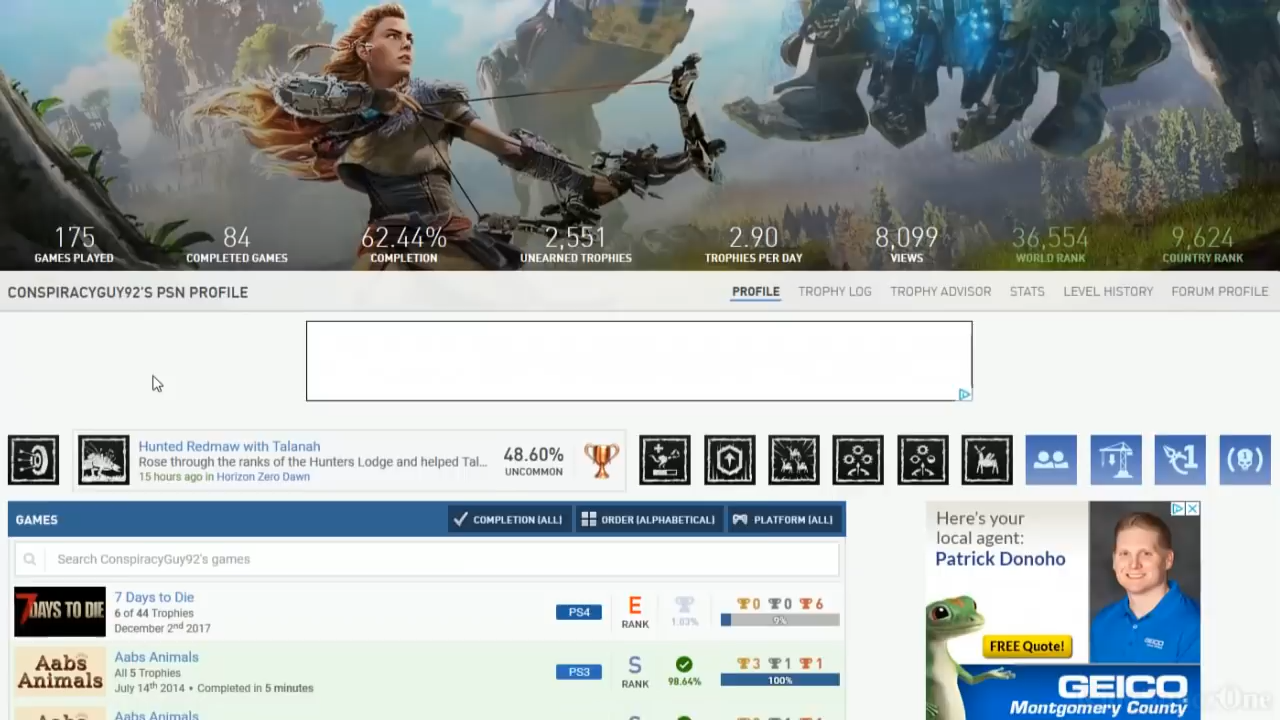 175
GAMES PLAYED
84
COMPLETED GAMES
62.44%
COMPLETION
2,551
UNEARNED TROPHIES
2.90
TROPHIES PER DAY
8,099
VIEWS
36,554
WORLD RANK
9,624
COUNTRY RANK
CONSPIRACYGUY92'S PSN PROFILE
PROFILE TROPHY LOG TROPHY ADVISOR STATS LEVEL HISTORY FORUM PROFILE
Hunted Redmaw with Talanah
Rose through the ranks of the Hunters Lodge and helped Tal...
15 hours ago in Horizon Zero Dawn
48.60%
UNCOMMON
GAMES
COMPLETION (ALL) ORDER (ALPHABETICAL) PLATFORM (ALL)
Search ConspiracyGuy92's games
7 DAYS TO DIE
7 Days to Die
6 of 44 Trophies
December 2nd 2017
PS4
E
RANK
1.03%
0 0 6
9%
Aabs
Animals
Aabs Animals
All 5 Trophies
July 14th 2014 • Completed in 5 minutes
PS3
S
RANK
98.64%
3 1 1
100%
Aabs Animals
Here's your
local agent:
Patrick Donoho
FREE Quote!
GEICO
GEICO
Montgomery County